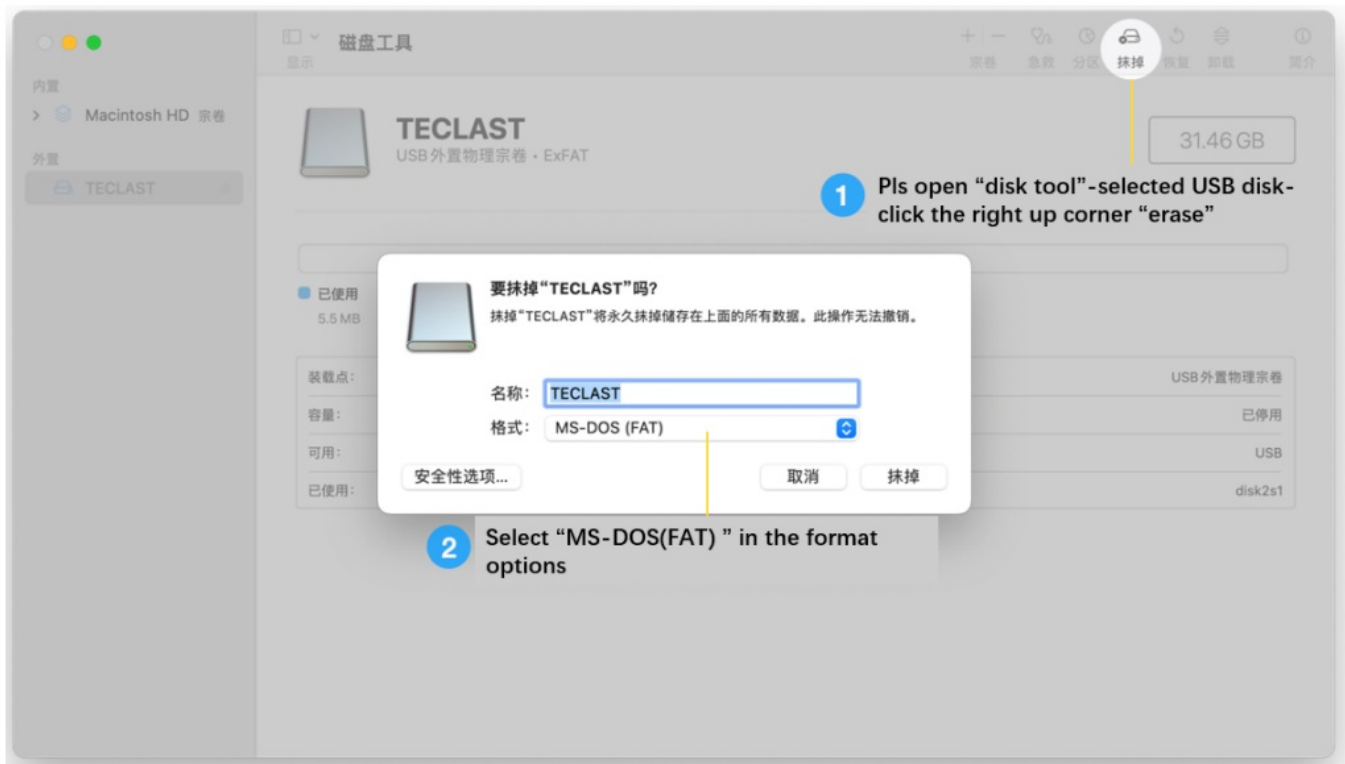 磁盘工具
显示
宗卷
急救
分区
抹掉
恢复
卸载
简介
内置
Macintosh HD 宗卷
外置
TECLAST
TECLAST
USB外置物理宗卷 • ExFAT
31.46 GB
1
Pls open “disk tool”-selected USB disk-
click the right up corner “erase”
已使用
5.5 MB
要抹掉“TECLAST”吗?
抹掉“TECLAST”将永久抹掉储存在上面的所有数据。此操作无法撤销。
名称: TECLAST
格式: MS-DOS (FAT)
安全性选项...
取消
抹掉
装载点:
USB外置物理宗卷
容量:
已停用
可用:
USB
已使用:
disk2s1
2
Select “MS-DOS(FAT) ” in the format
options